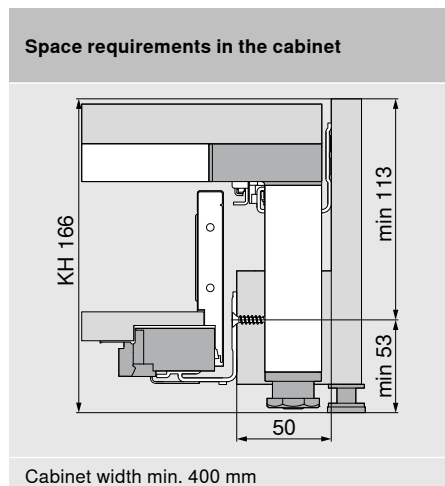 Space requirements in the cabinet
KH 166
min 113
min 53
50
Cabinet width min. 400 mm